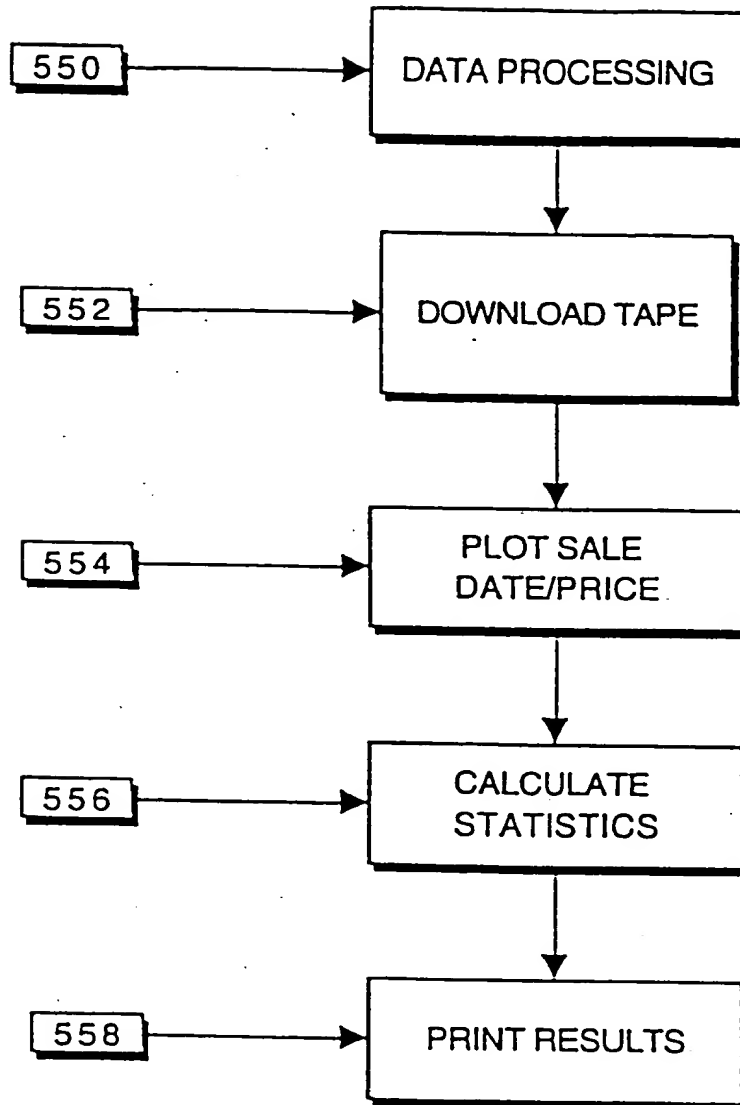 550
DATA PROCESSING
552
DOWNLOAD TAPE
554
PLOT SALE
DATE/PRICE
556
CALCULATE
STATISTICS
558
PRINT RESULTS